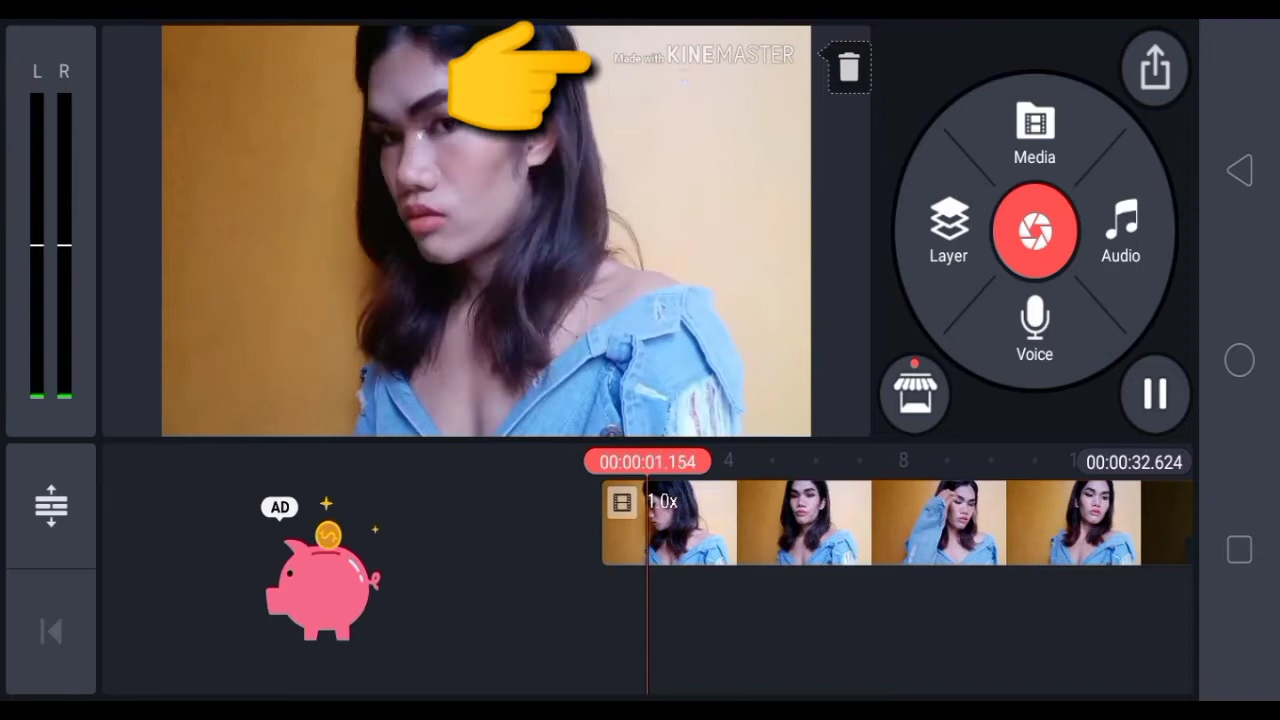 L R
Made with KINEMASTER
Media
Layer
Audio
Voice
00:00:01.154
4
8
1
00:00:32.624
1.0x
AD